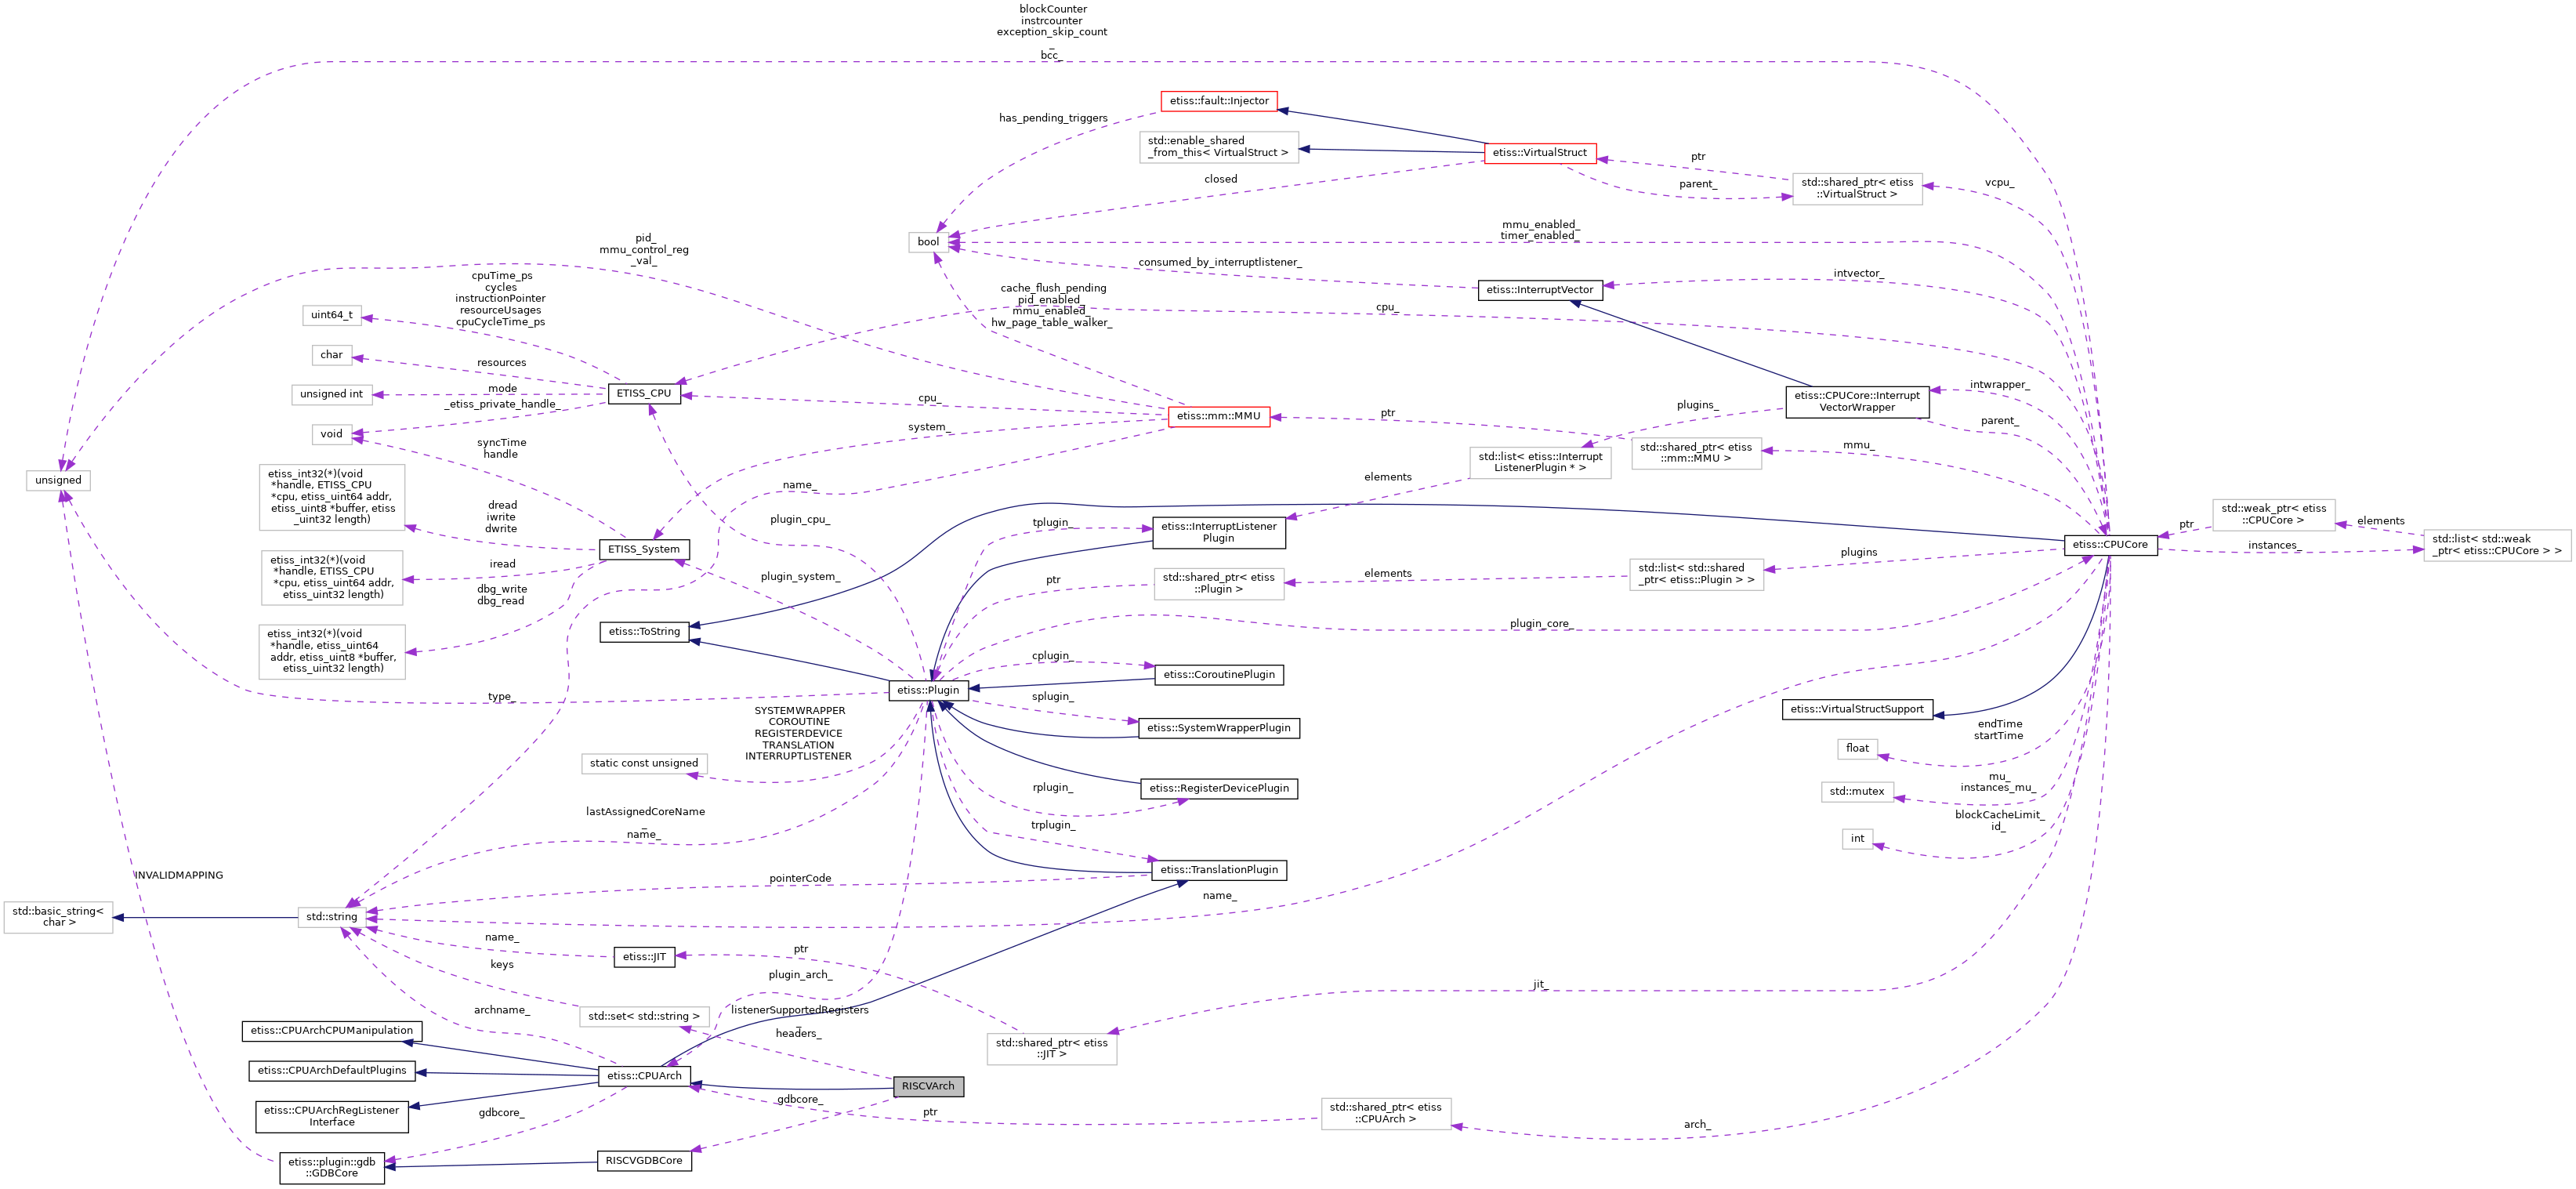 blockCounter
instrcounter
exception_skip_count
_
bcc_
etiss::fault::Injector
has_pending_triggers
std::enable_shared
_from_this< VirtualStruct >
etiss::VirtualStruct
ptr
closed
parent_
std::shared_ptr< etiss
::VirtualStruct >
vcpu_
bool
mmu_enabled_
timer_enabled_
pid_
mmu_control_reg
_val_
consumed_by_interruptlistener_
etiss::InterruptVector
intvector_
cpuTime_ps
cycles
instructionPointer
resourceUsages
cpuCycleTime_ps
cache_flush_pending
pid_enabled_
mmu_enabled_
hw_page_table_walker_
cpu_
uint64_t
char
resources
unsigned int
mode
ETISS_CPU
_etiss_private_handle_
void
cpu_
etiss::mm::MMU
ptr
plugins_
etiss::CPUCore::Interrupt
VectorWrapper
intwrapper_
parent_
system_
syncTime
handle
std::list< etiss::Interrupt
ListenerPlugin * >
std::shared_ptr< etiss
::mm::MMU >
mmu_
unsigned
etiss_int32(*)(void
*handle, ETISS_CPU
*cpu, etiss_uint64 addr,
etiss_uint8 *buffer, etiss
_uint32 length)
dread
iwrite
dwrite
name_
elements
plugin_cpu_
tplugin_
etiss::InterruptListener
Plugin
std::weak_ptr< etiss
::CPUCore >
ptr
elements
std::list< std::weak
_ptr< etiss::CPUCore > >
etiss::CPUCore
instances_
ETISS_System
etiss_int32(*)(void
*handle, ETISS_CPU
*cpu, etiss_uint64 addr,
etiss_uint32 length)
iread
plugin_system_
ptr
std::shared_ptr< etiss
::Plugin >
elements
std::list< std::shared
_ptr< etiss::Plugin > >
plugins
dbg_write
dbg_read
etiss_int32(*)(void
*handle, etiss_uint64
addr, etiss_uint8 *buffer,
etiss_uint32 length)
etiss::ToString
plugin_core_
cplugin_
etiss::CoroutinePlugin
etiss::Plugin
type_
splugin_
etiss::SystemWrapperPlugin
etiss::VirtualStructSupport
SYSTEMWRAPPER
COROUTINE
REGISTERDEVICE
TRANSLATION
INTERRUPTLISTENER
static const unsigned
endTime
startTime
float
rplugin_
etiss::RegisterDevicePlugin
mu_
instances_mu_
std::mutex
lastAssignedCoreName
_
name_
trplugin_
blockCacheLimit_
id_
int
INVALIDMAPPING
pointerCode
etiss::TranslationPlugin
name_
std::basic_string<
char >
std::string
name_
etiss::JIT
ptr
keys
plugin_arch_
jit_
archname_
std::set< std::string >
listenerSupportedRegisters
_
headers_
etiss::CPUArchCPUManipulation
std::shared_ptr< etiss
::JIT >
etiss::CPUArchDefaultPlugins
etiss::CPUArch
RISCVArch
etiss::CPUArchRegListener
Interface
gdbcore_
gdbcore_
ptr
std::shared_ptr< etiss
::CPUArch >
arch_
etiss::plugin::gdb
::GDBCore
RISCVGDBCore